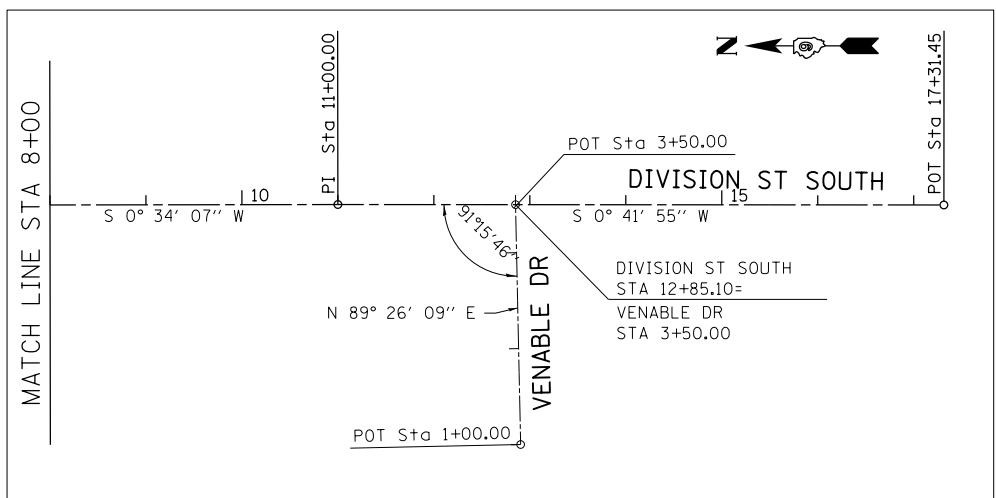 MATCH LINE STA 8+00
PI Sta 11+00.00
N
POT Sta 17+31.45
POT Sta 3+50.00
DIVISION ST SOUTH
10
15
S 0° 34' 07'' W
S 0° 41' 55'' W
91°15'46''
DIVISION ST SOUTH
STA 12+85.10=
VENABLE DR
STA 3+50.00
N 89° 26' 09'' E
VENABLE DR
POT Sta 1+00.00